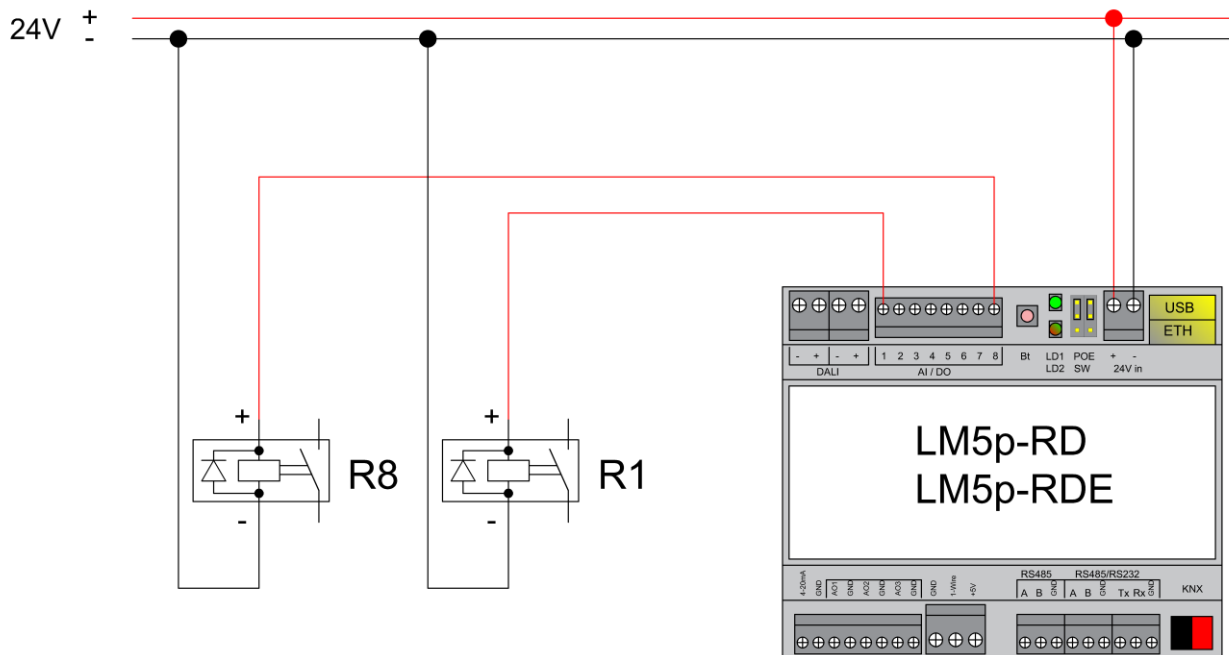 24V + -
USB
ETH
- + - +
DALI
1 2 3 4 5 6 7 8
AI / DO
Bt
LD1
LD2
POE
SW
+ -
24V in
LM5p-RD
LM5p-RDE
+
R8
-
+
R1
-
4-20mA GND AO1 GND AO2 GND AO3 GND GND 1-Wire +5V
RS485 RS485/RS232
A B GND A B GND Tx Rx GND
KNX